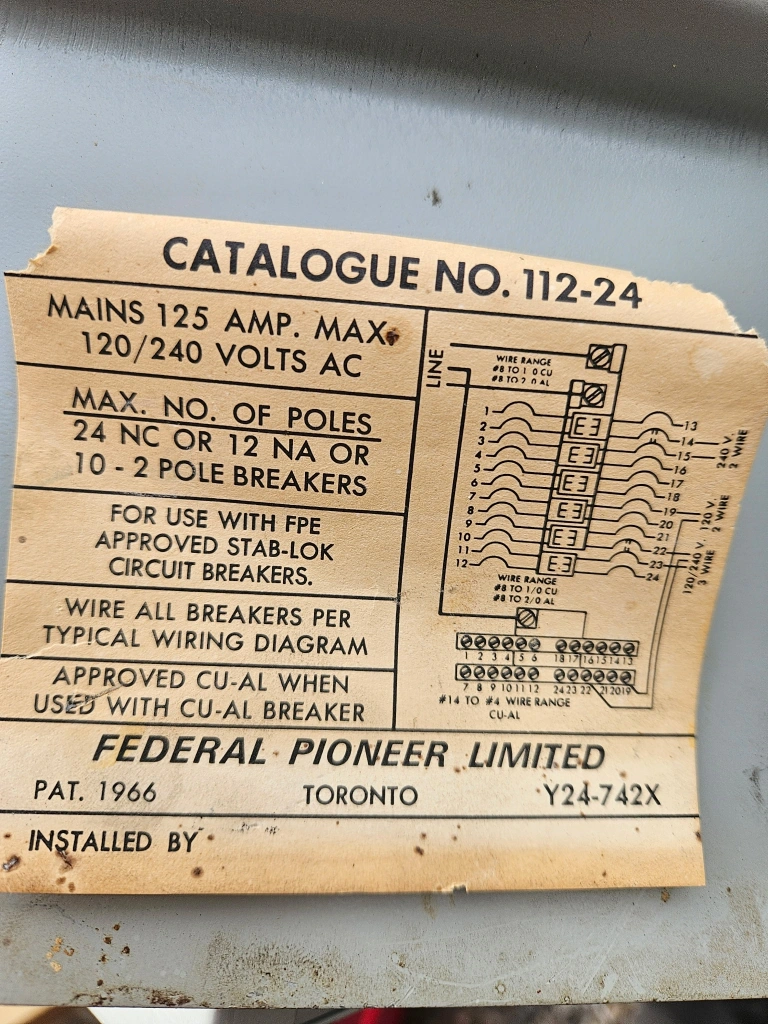 CATALOGUE NO. 112-24
MAINS 125 AMP. MAX.
120/240 VOLTS AC
MAX. NO. OF POLES
24 NC OR 12 NA OR
10 - 2 POLE BREAKERS
FOR USE WITH FPE
APPROVED STAB-LOK
CIRCUIT BREAKERS.
WIRE ALL BREAKERS PER
TYPICAL WIRING DIAGRAM
APPROVED CU-AL WHEN
USED WITH CU-AL BREAKER
LINE
WIRE RANGE
#8 TO 1/0 CU
#8 TO 2/0 AL
1
2
3
4
5
6
7
8
9
10
11
12
13
14
15
16
17
18
19
20
21
22
23
24
240 V.
2 WIRE
120 V.
2 WIRE
120/240 V.
3 WIRE
WIRE RANGE
#8 TO 1/0 CU
#8 TO 2/0 AL
1 2 3 4 5 6 18 17 16 15 14 13
7 8 9 10 11 12 24 23 22 21 20 19
#14 TO #4 WIRE RANGE
CU-AL
FEDERAL PIONEER LIMITED
PAT. 1966 TORONTO Y24-742X
INSTALLED BY